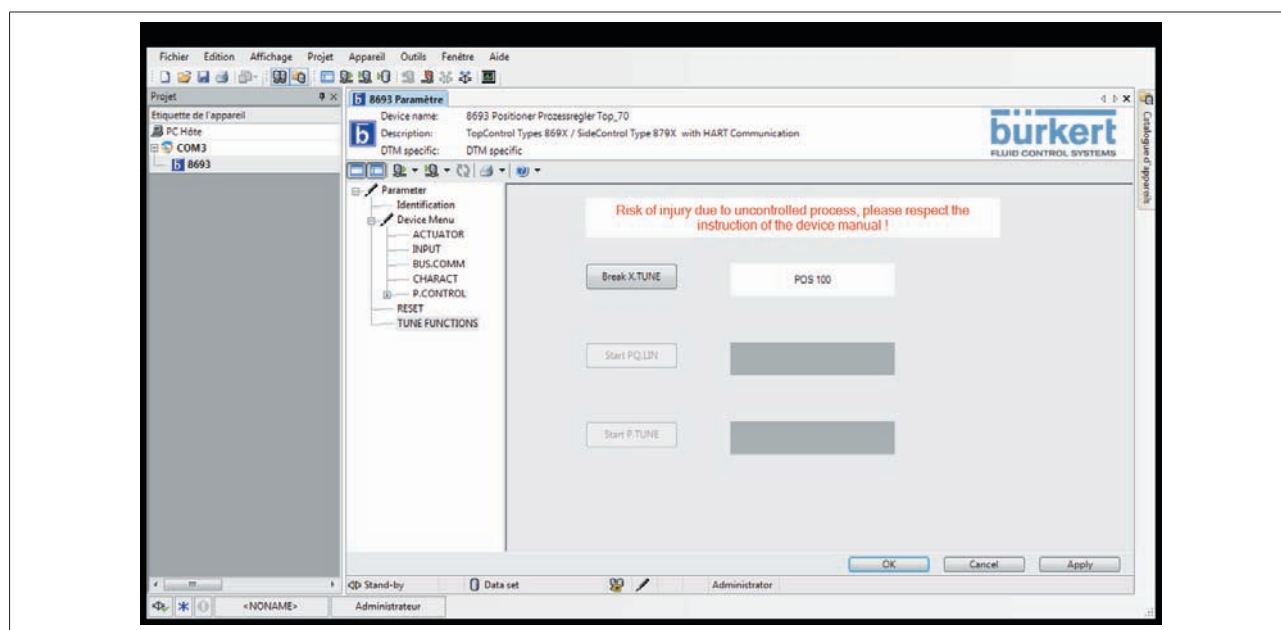 Fichier Edition Affichage Projet Appareil Outils Fenêtre Aide
Projet
8693 Paramètre
Etiquette de l'appareil
PC Hôte
COM3
8693
Device name: 8693 Positioner Prozessregler Top_70
Description: TopControl Types 869X / SideControl Type 879X with HART Communication
DTM specific: DTM specific
bürkert
FLUID CONTROL SYSTEMS
Catalogue d'appareils
Parameter
Identification
Device Menu
ACTUATOR
INPUT
BUS.COMM
CHARACT
P.CONTROL
RESET
TUNE FUNCTIONS
Risk of injury due to uncontrolled process, please respect the
instruction of the device manual !
Break X.TUNE
POS 100
Start PQ.LIN
Start P.TUNE
OK Cancel Apply
Stand-by Data set Administrator
<NONAME> Administrateur